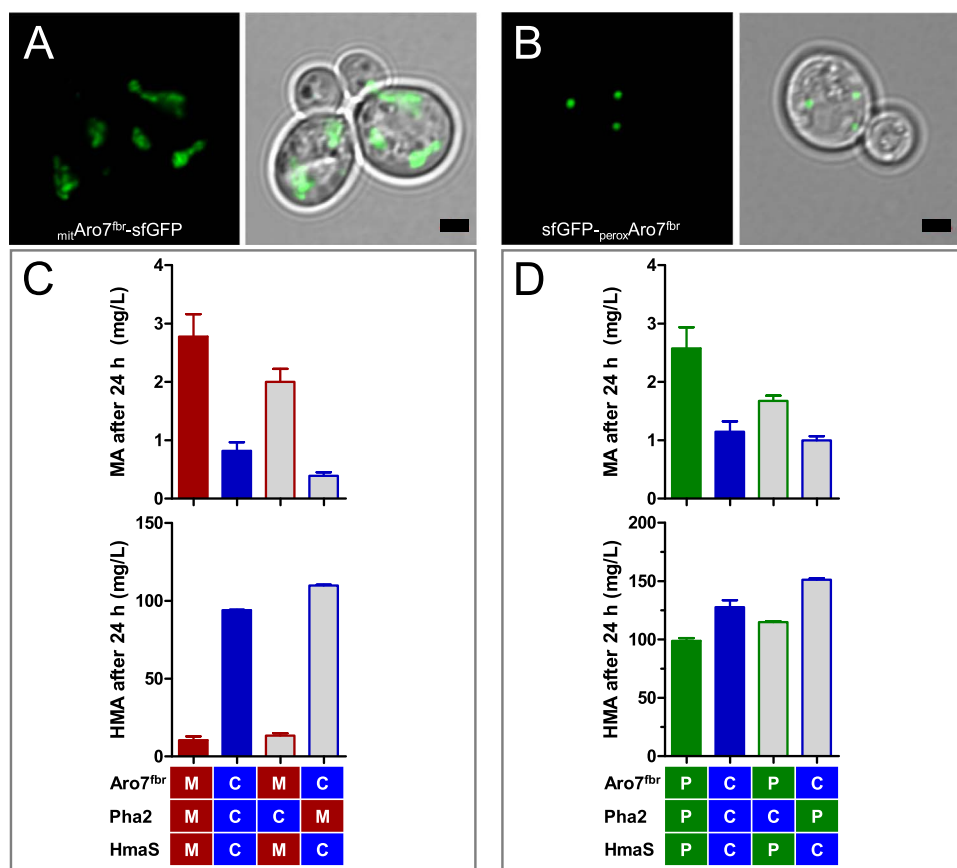 A
mitAro7fbr-sfGFP
B
sfGFP-peroxAro7fbr
C
MA after 24 h (mg/L)
4
3
2
1
0
HMA after 24 h (mg/L)
150
100
50
0
Aro7fbr M C M C
Pha2 M C C M
HmaS M C M C
D
MA after 24 h (mg/L)
4
3
2
1
0
HMA after 24 h (mg/L)
200
150
100
50
0
Aro7fbr P C P C
Pha2 P C C P
HmaS P C P C